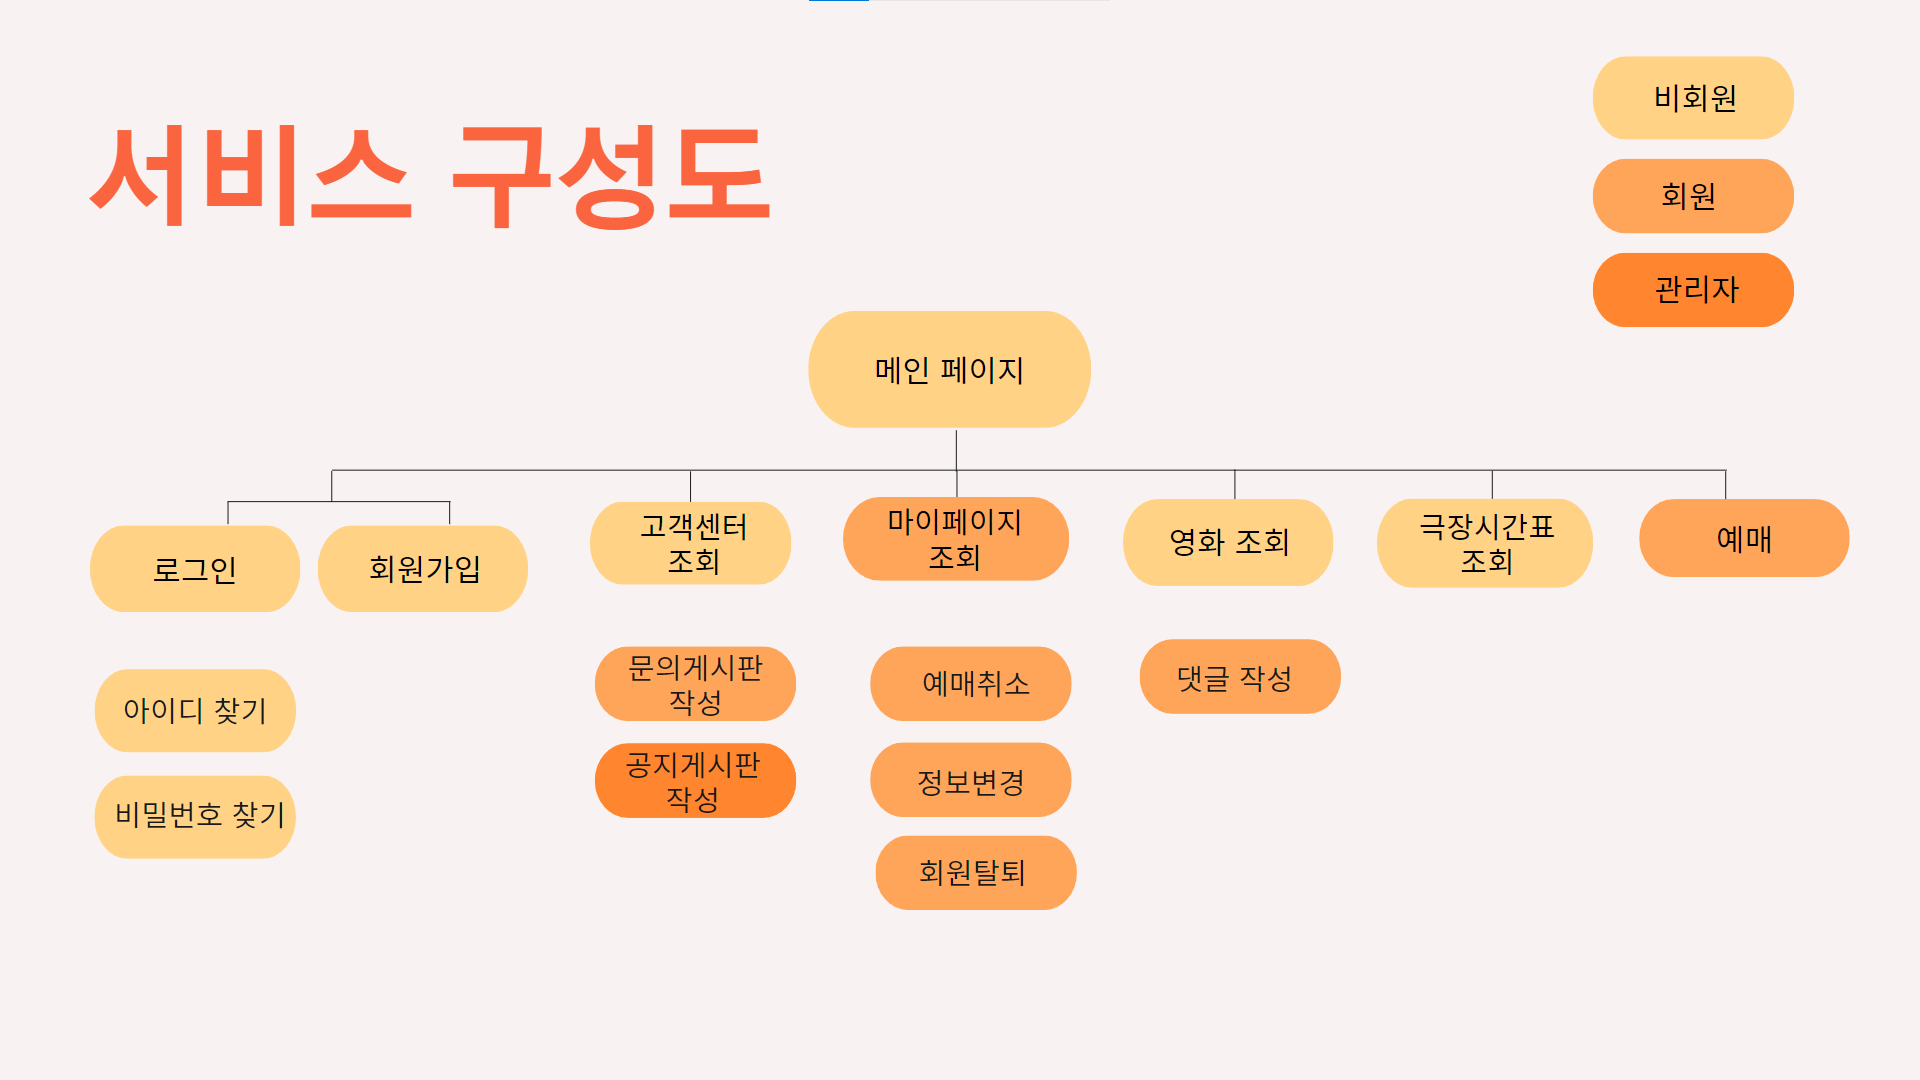 서비스 구성도
비회원
회원
관리자
메인 페이지
로그인
회원가입
고객센터
조회
마이페이지
조회
영화 조회
극장시간표
조회
예매
아이디 찾기
비밀번호 찾기
문의게시판
작성
공지게시판
작성
예매취소
정보변경
회원탈퇴
댓글 작성